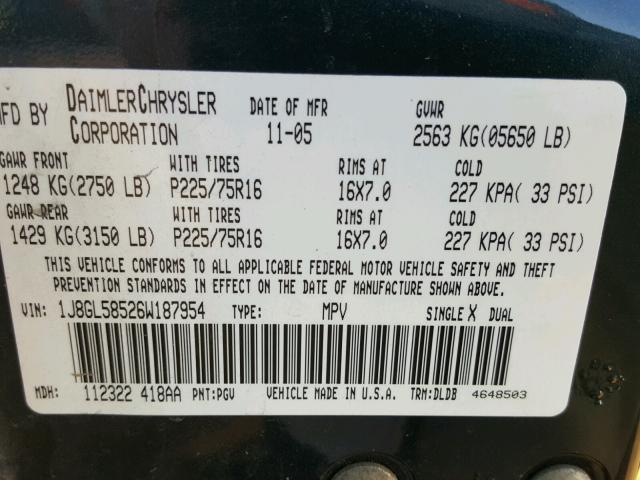 MFD BY DAIMLERCHRYSLER CORPORATION DATE OF MFR 11-05 GVWR 2563 KG(05650 LB)
GAWR FRONT WITH TIRES RIMS AT COLD
1248 KG(2750 LB) P225/75R16 16X7.0 227 KPA( 33 PSI)
GAWR REAR WITH TIRES RIMS AT COLD
1429 KG(3150 LB) P225/75R16 16X7.0 227 KPA( 33 PSI)
THIS VEHICLE CONFORMS TO ALL APPLICABLE FEDERAL MOTOR VEHICLE SAFETY AND THEFT
PREVENTION STANDARDS IN EFFECT ON THE DATE OF MANUFACTURE SHOWN ABOVE.
VIN: 1J8GL58526W187954 TYPE: MPV SINGLE X DUAL
MDH: 112322 418AA PNT:PGV VEHICLE MADE IN U.S.A. TRM:DLDB 4648503